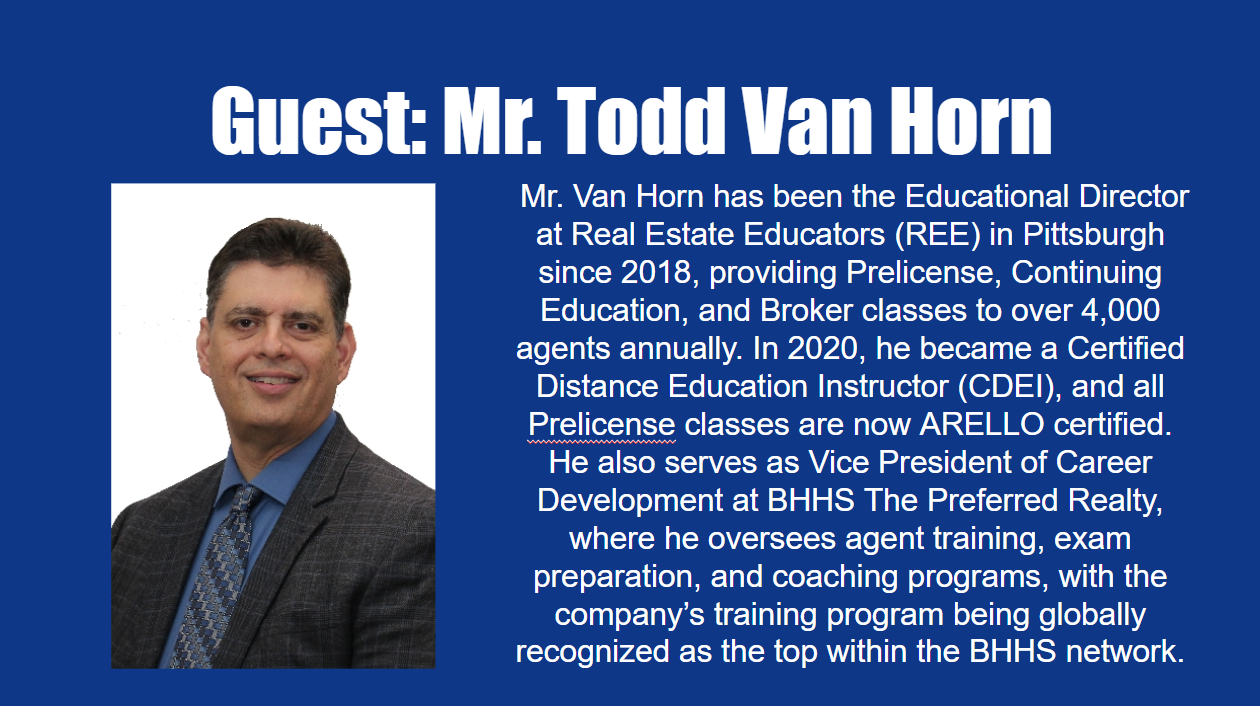 Guest: Mr. Todd Van Horn
Mr. Van Horn has been the Educational Director
at Real Estate Educators (REE) in Pittsburgh
since 2018, providing Prelicense, Continuing
Education, and Broker classes to over 4,000
agents annually. In 2020, he became a Certified
Distance Education Instructor (CDEI), and all
Prelicense classes are now ARELLO certified.
He also serves as Vice President of Career
Development at BHHS The Preferred Realty,
where he oversees agent training, exam
preparation, and coaching programs, with the
company’s training program being globally
recognized as the top within the BHHS network.